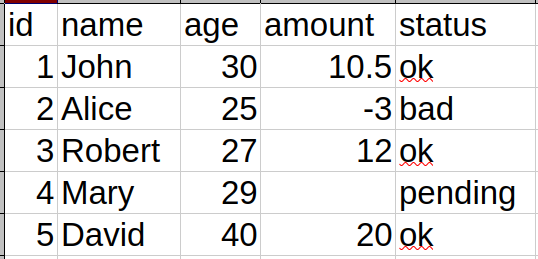 id name age amount status
1 John 30 10.5 ok
2 Alice 25 -3 bad
3 Robert 27 12 ok
4 Mary 29 pending
5 David 40 20 ok